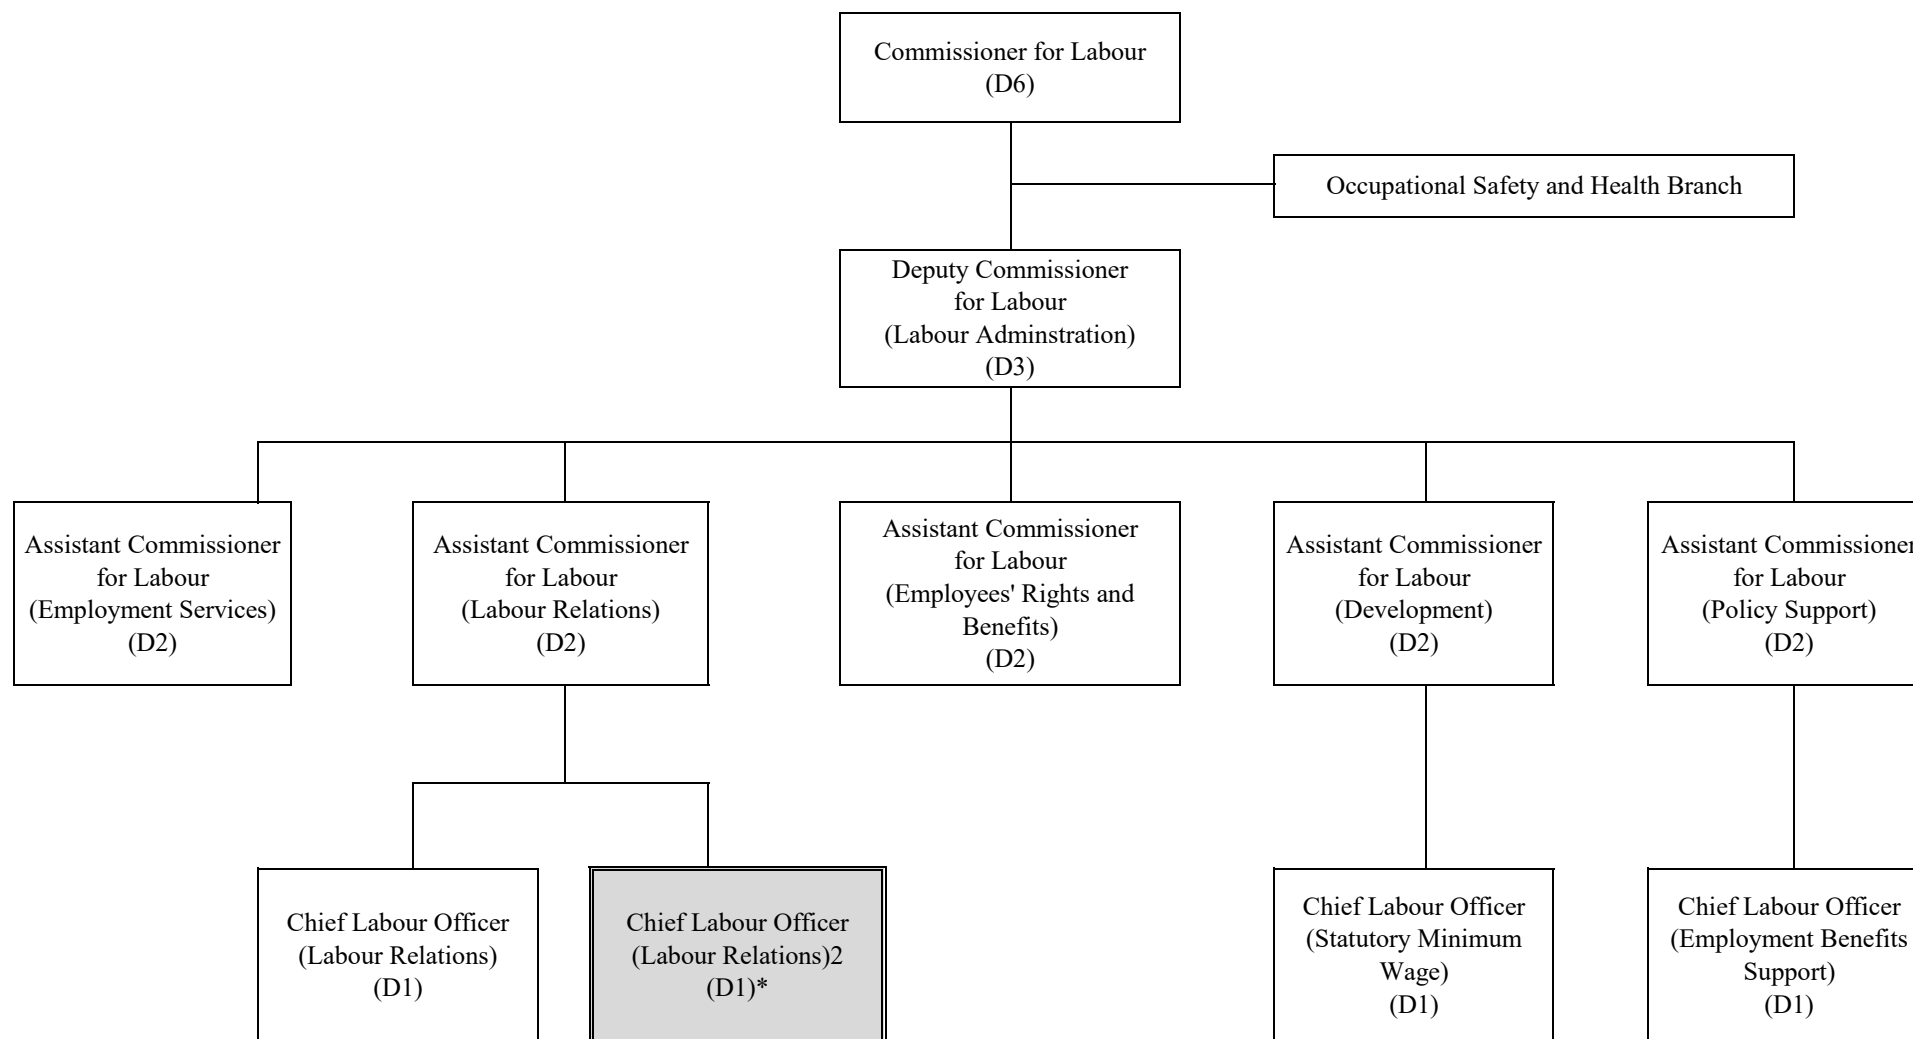 Commissioner for Labour
(D6)
Occupational Safety and Health Branch
Deputy Commissioner
for Labour
(Labour Adminstration)
(D3)
Assistant Commissioner
for Labour
(Employment Services)
(D2)
Assistant Commissioner
for Labour
(Labour Relations)
(D2)
Assistant Commissioner
for Labour
(Employees' Rights and
Benefits)
(D2)
Assistant Commissioner
for Labour
(Development)
(D2)
Assistant Commissioner
for Labour
(Policy Support)
(D2)
Chief Labour Officer
(Labour Relations)
(D1)
Chief Labour Officer
(Labour Relations)2
(D1)*
Chief Labour Officer
(Statutory Minimum
Wage)
(D1)
Chief Labour Officer
(Employment Benefits
Support)
(D1)